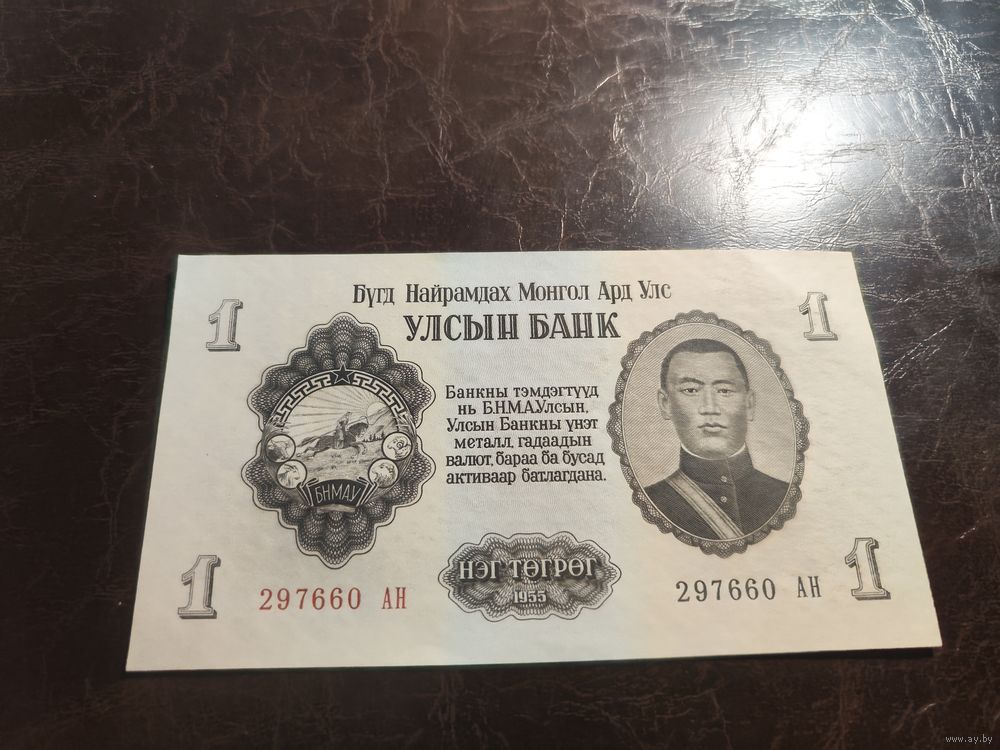 Бүгд Найрамдах Монгол Ард Улс
УЛСЫН БАНК
1
1
Банкны тэмдэгтүүд
нь Б.Н.М.А.Улсын,
Улсын Банкны үнэт
металл, гадаадын
валют, бараа ба бусад
активаар батлагдана.
БНМАУ
НЭГ ТӨГРӨГ
1955
1
297660 АН
297660 АН
1
www.ay.by